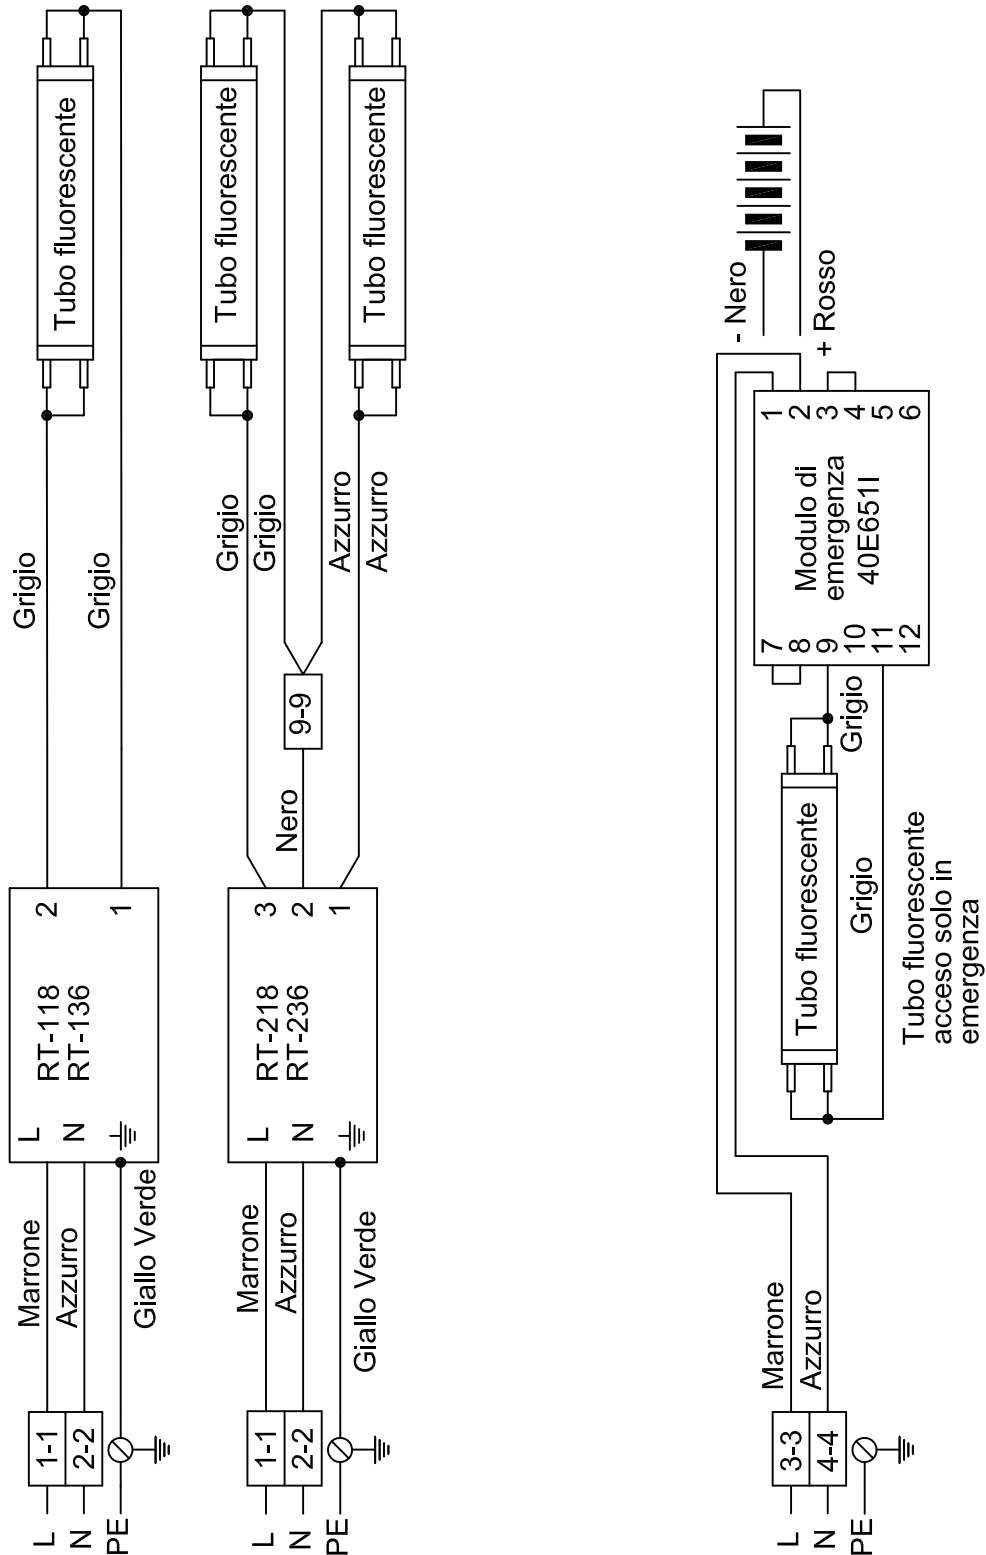 L
N
PE
1-1
2-2
Marrone
Azzurro
Giallo Verde
L
N
RT-118
RT-136
2
1
Grigio
Grigio
Tubo fluorescente
L
N
PE
1-1
2-2
Marrone
Azzurro
Giallo Verde
L
N
RT-218
RT-236
3
2
1
Nero
9-9
Grigio
Grigio
Azzurro
Azzurro
Tubo fluorescente
Tubo fluorescente
L
N
PE
3-3
4-4
Marrone
Azzurro
Tubo fluorescente
Grigio
Grigio
Tubo fluorescente
acceso solo in
emergenza
7
8
9
10
11
12
Modulo di
emergenza
40E651I
1
2
3
4
5
6
- Nero
+ Rosso